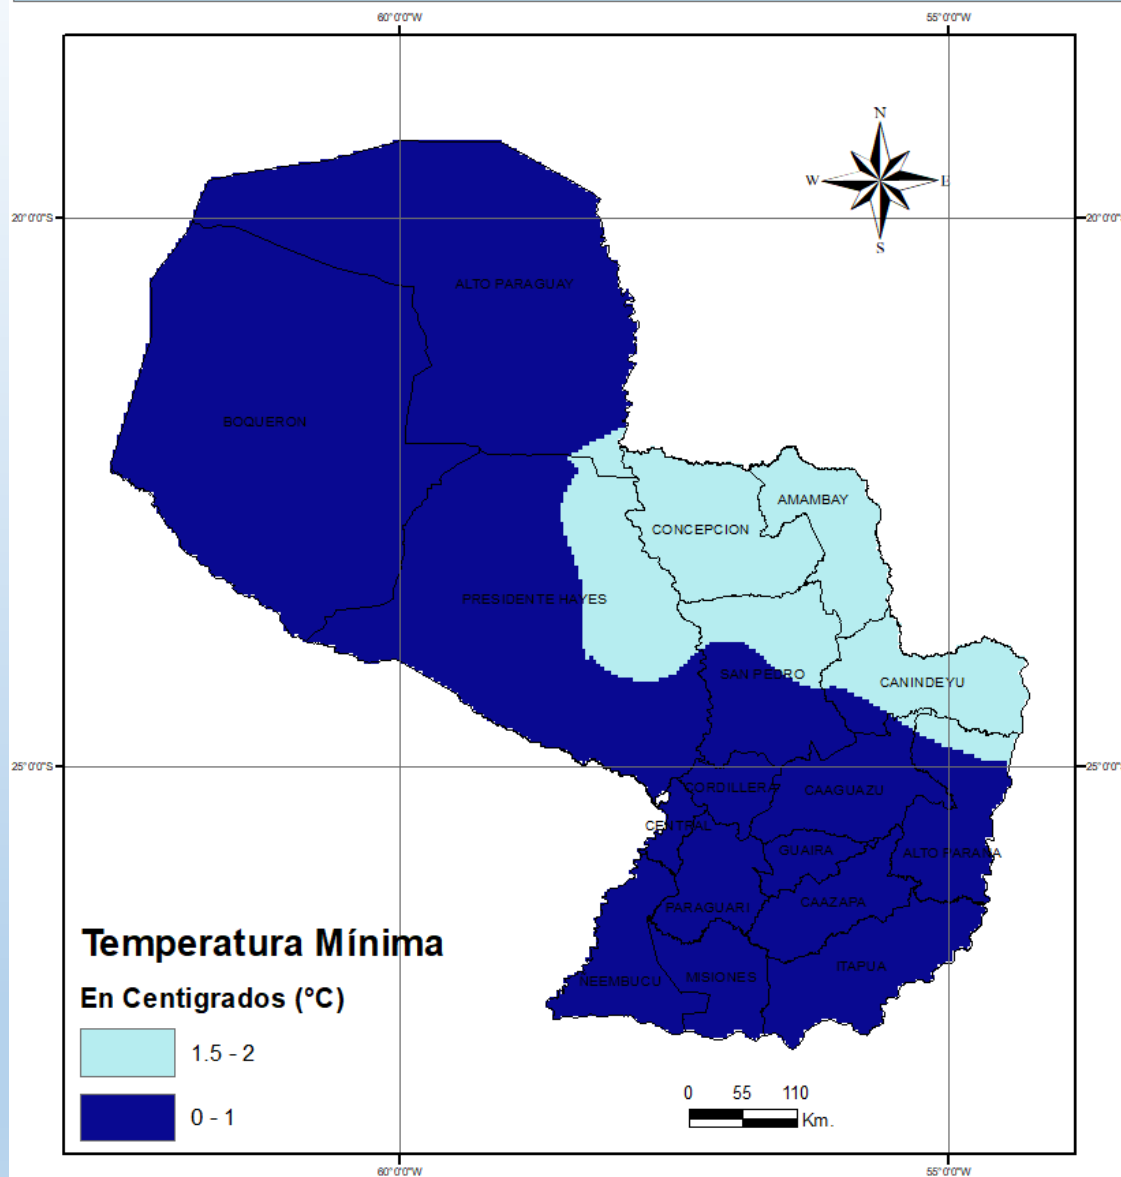 60°0'0"W
55°0'0"W
N
W
E
S
20°0'0"S
20°0'0"S
ALTO PARAGUAY
BOQUERON
AMAMBAY
CONCEPCION
PRESIDENTE HAYES
SAN PEDRO
CANINDEYU
25°0'0"S
25°0'0"S
CORDILLERA
CAAGUAZU
CENTRAL
GUAIRA
ALTO PARANA
PARAGUARI
CAAZAPA
ITAPUA
ÑEEMBUCU
MISIONES
Temperatura Mínima
En Centigrados (ºC)
1.5 - 2
0 - 1
0 55 110
Km.
60°0'0"W
55°0'0"W